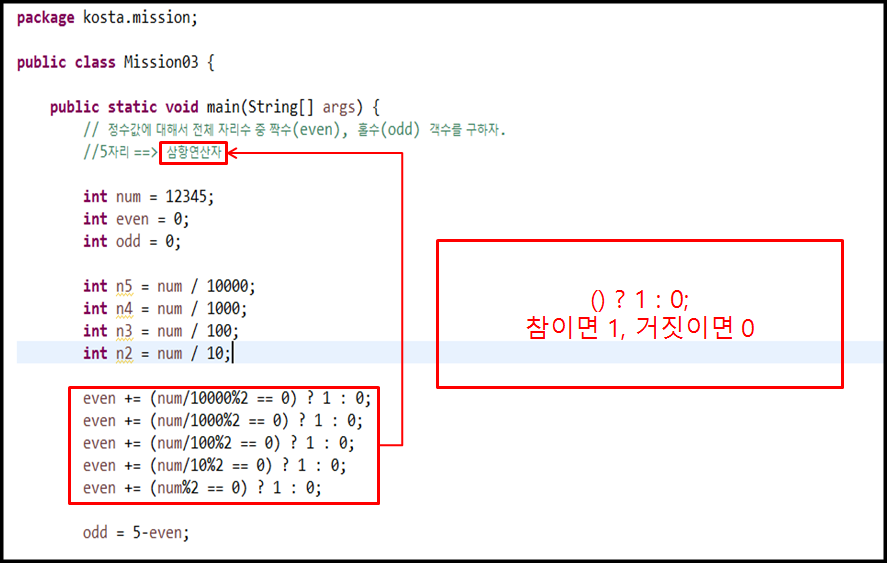 package kosta.mission;
public class Mission03 {
public static void main(String[] args) {
// 정수값에 대해서 전체 자리수 중 짝수(even), 홀수(odd) 갯수를 구하자.
//5자리 ==> 삼항연산자
int num = 12345;
int even = 0;
int odd = 0;
int n5 = num / 10000;
int n4 = num / 1000;
int n3 = num / 100;
int n2 = num / 10;
() ? 1 : 0;
참이면 1, 거짓이면 0
even += (num/10000%2 == 0) ? 1 : 0;
even += (num/1000%2 == 0) ? 1 : 0;
even += (num/100%2 == 0) ? 1 : 0;
even += (num/10%2 == 0) ? 1 : 0;
even += (num%2 == 0) ? 1 : 0;
odd = 5-even;